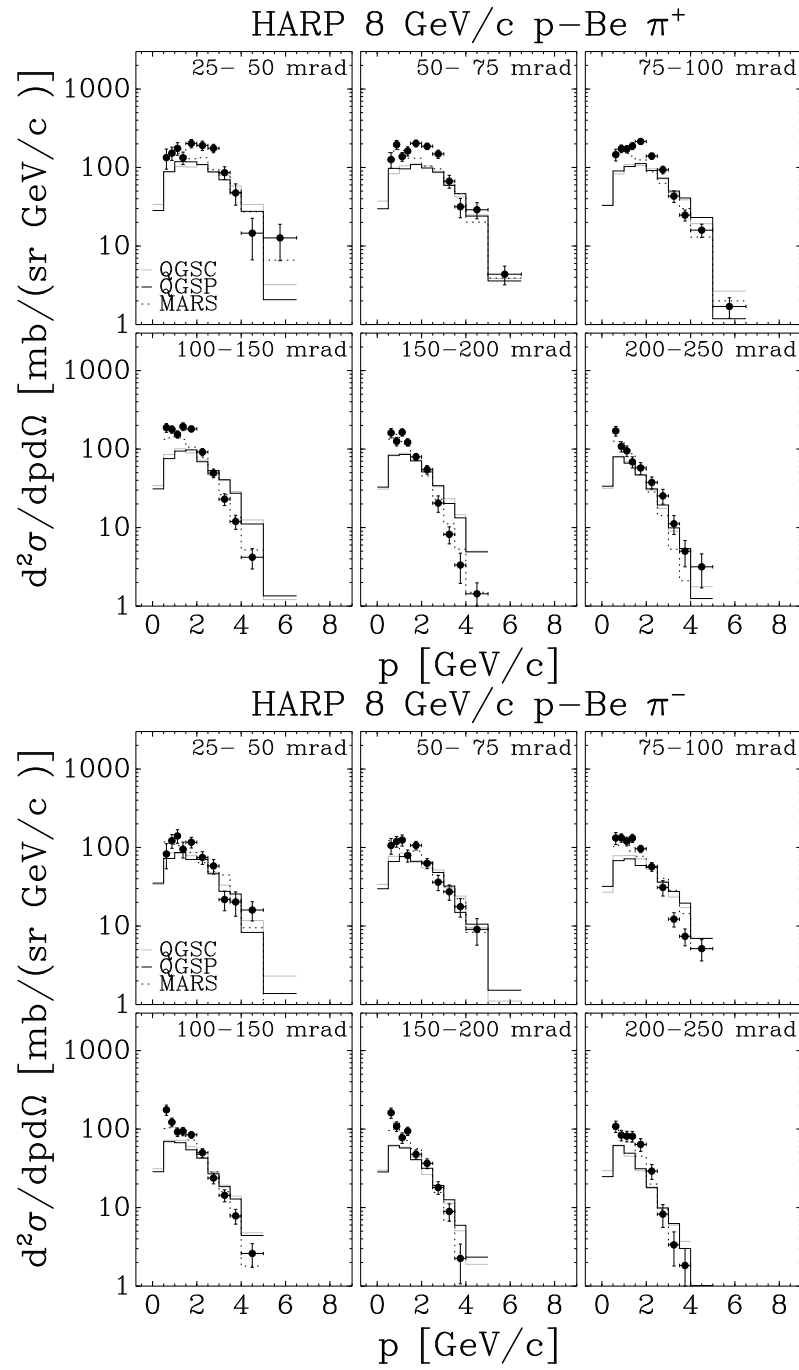 HARP 8 GeV/c p−Be π⁺
25− 50 mrad
50− 75 mrad
75−100 mrad
1000
100
10
1
QGSC
QGSP
MARS
100−150 mrad
150−200 mrad
200−250 mrad
1000
100
10
1
0 2 4 6 8
0 2 4 6 8
0 2 4 6 8
d²σ/dpdΩ [mb/(sr GeV/c )]
p [GeV/c]
HARP 8 GeV/c p−Be π⁻
25− 50 mrad
50− 75 mrad
75−100 mrad
1000
100
10
1
QGSC
QGSP
MARS
100−150 mrad
150−200 mrad
200−250 mrad
1000
100
10
1
0 2 4 6 8
0 2 4 6 8
0 2 4 6 8
d²σ/dpdΩ [mb/(sr GeV/c )]
p [GeV/c]